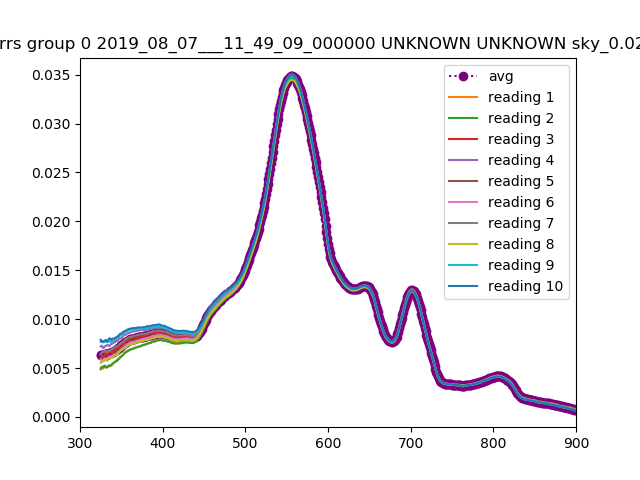 rrs group 0 2019_08_07___11_49_09_000000 UNKNOWN UNKNOWN sky_0.02
0.035
0.030
0.025
0.020
0.015
0.010
0.005
0.000
300 400 500 600 700 800 900
avg
reading 1
reading 2
reading 3
reading 4
reading 5
reading 6
reading 7
reading 8
reading 9
reading 10